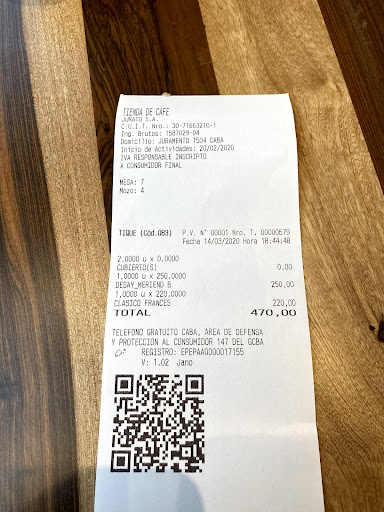 TIENDA DE CAFE
JURATO S.A.
C.U.I.T. Nro.: 30-71663210-1
Ing. Brutos: 1587029-04
Domicilio: JURAMENTO 1504 CABA
Inicio de Actividades: 20/02/2020
IVA RESPONSABLE INSCRIPTO
A CONSUMIDOR FINAL
MESA: 7
Mozo: 4
TIQUE (Cód.083) P.V. N° 00001 Nro. T. 00000679
Fecha 14/03/2020 Hora 18:44:48
2,0000 u x 0,0000
CUBIERTO(S) 0,00
1,0000 u x 250,0000
DESAY_MERIEND B 250,00
1,0000 u x 220,0000
CLASICO FRANCES 220,00
TOTAL 470,00
TELEFONO GRATUITO CABA, AREA DE DEFENSA
Y PROTECCION AL CONSUMIDOR 147 DEL GCBA
CF REGISTRO: EPEPAA0000017155
V: 1.02 Jano